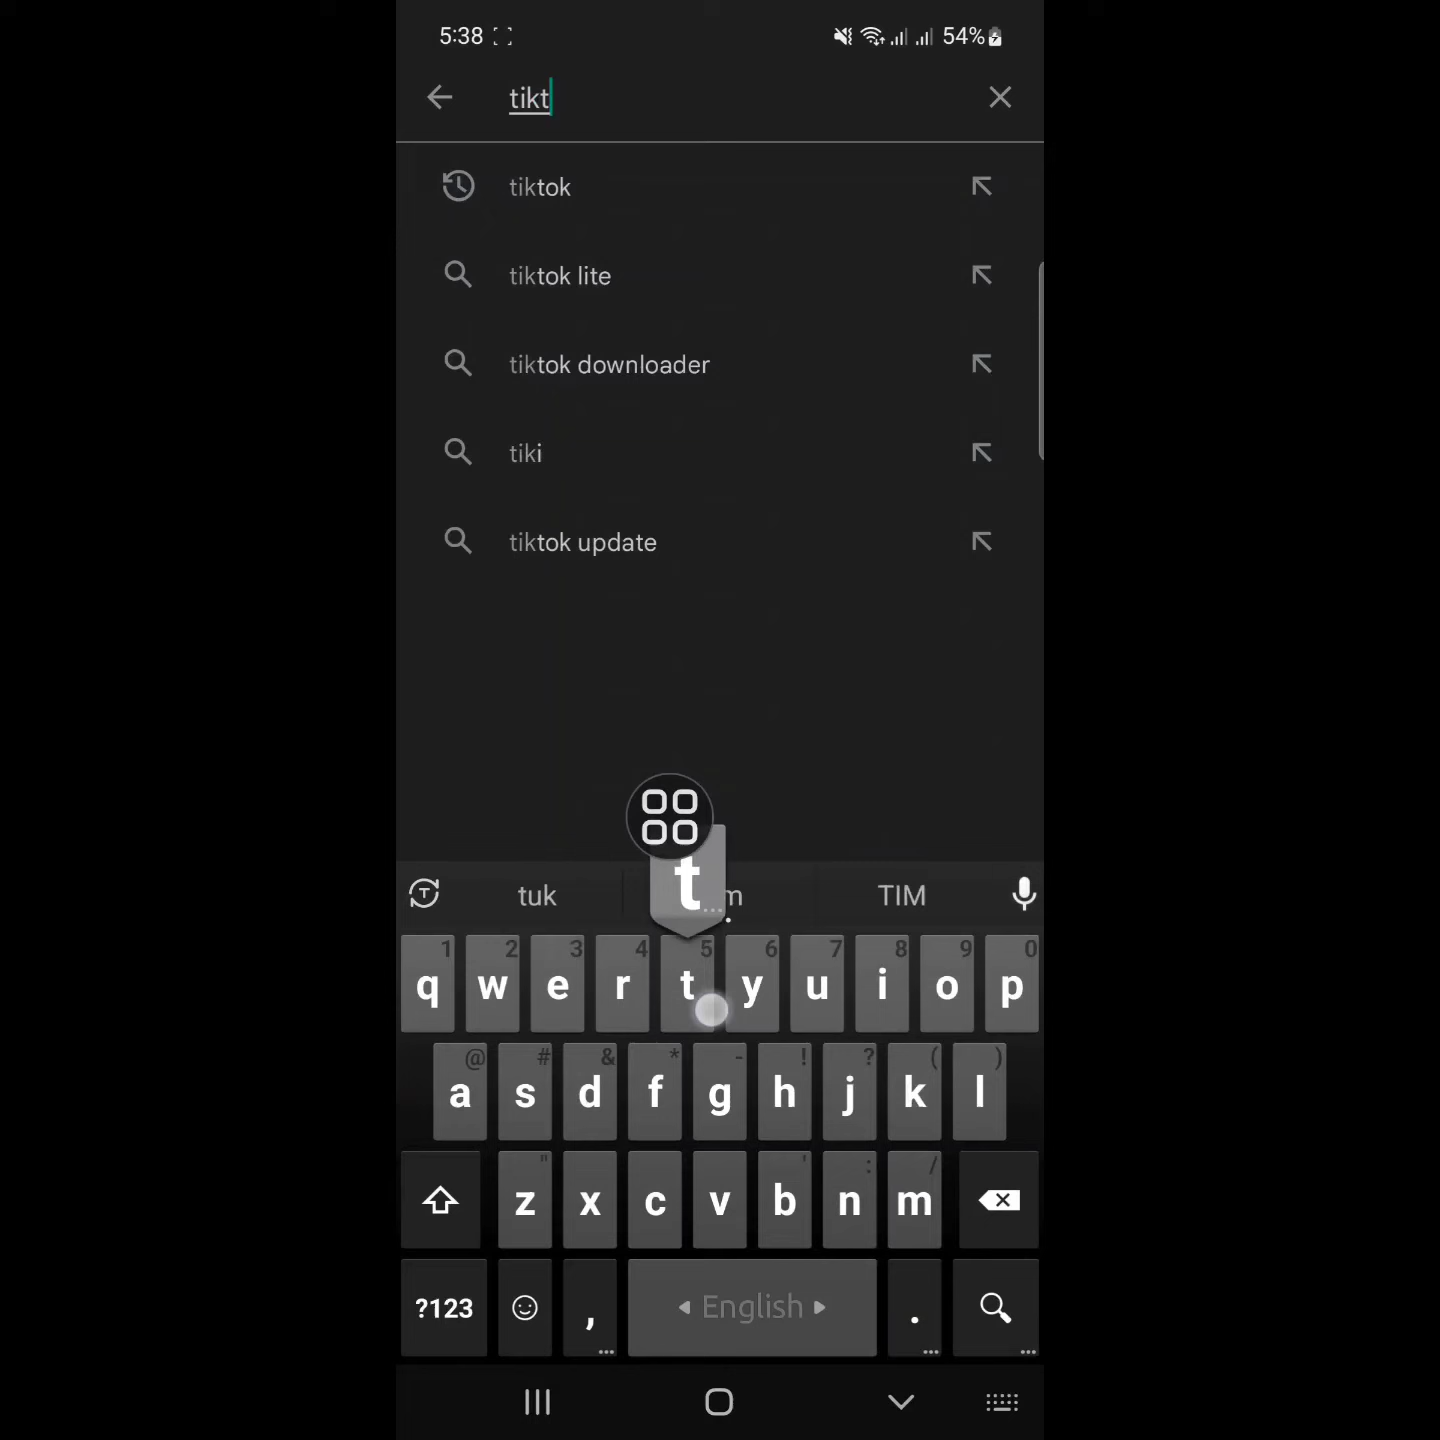 5:38 54%
tikt
tiktok
tiktok lite
tiktok downloader
tiki
tiktok update
t
tuk TIM
1 2 3 4 5 6 7 8 9 0
q w e r t y u i o p
@ # & * - ! ? ( )
a s d f g h j k l
" ' : /
z x c v b n m
?123 , English .